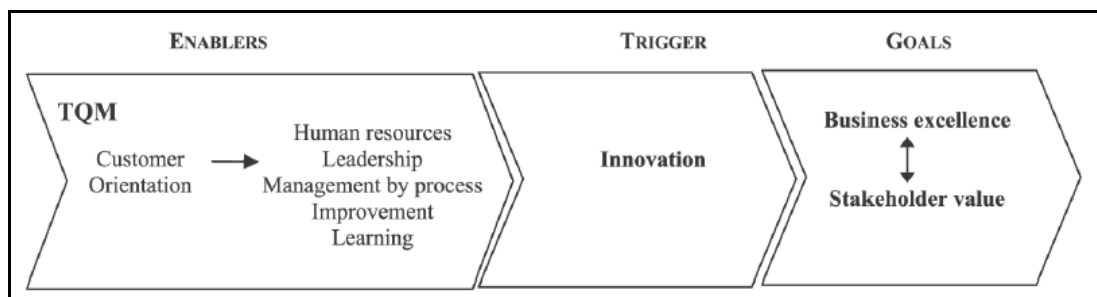 ENABLERS
TRIGGER
GOALS
TQM
Customer
Orientation
Human resources
Leadership
Management by process
Improvement
Learning
Innovation
Business excellence
Stakeholder value